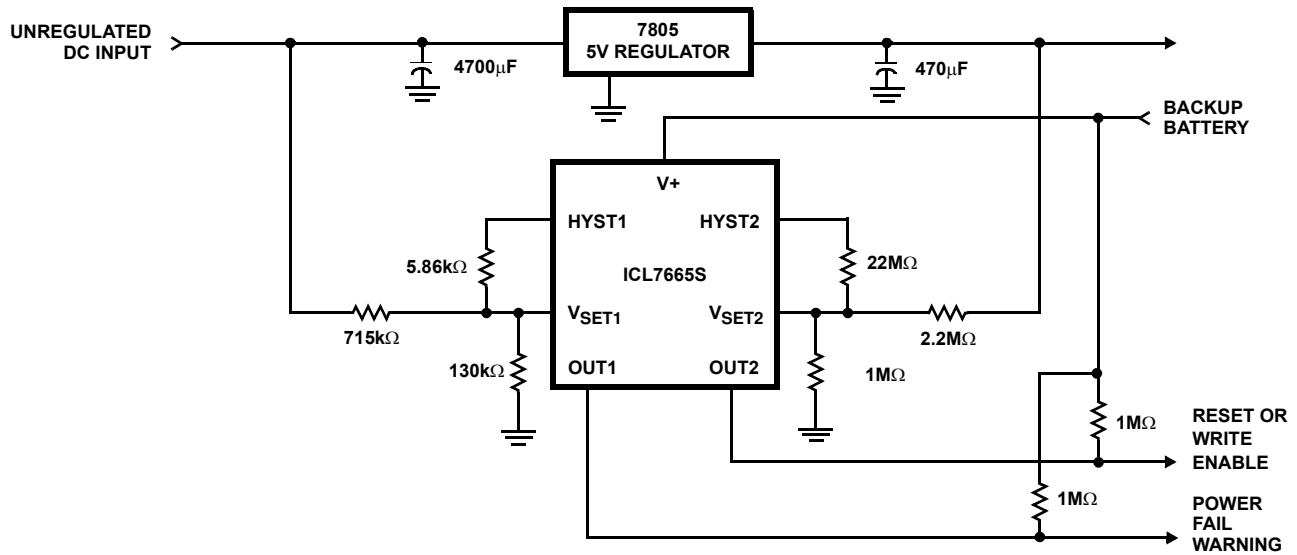 UNREGULATED
DC INPUT
7805
5V REGULATOR
4700μF
470μF
BACKUP
BATTERY
V+
HYST1
HYST2
5.86kΩ
ICL7665S
22MΩ
VSET1
VSET2
715kΩ
2.2MΩ
130kΩ
OUT1
OUT2
1MΩ
1MΩ
RESET OR
WRITE
ENABLE
1MΩ
POWER
FAIL
WARNING